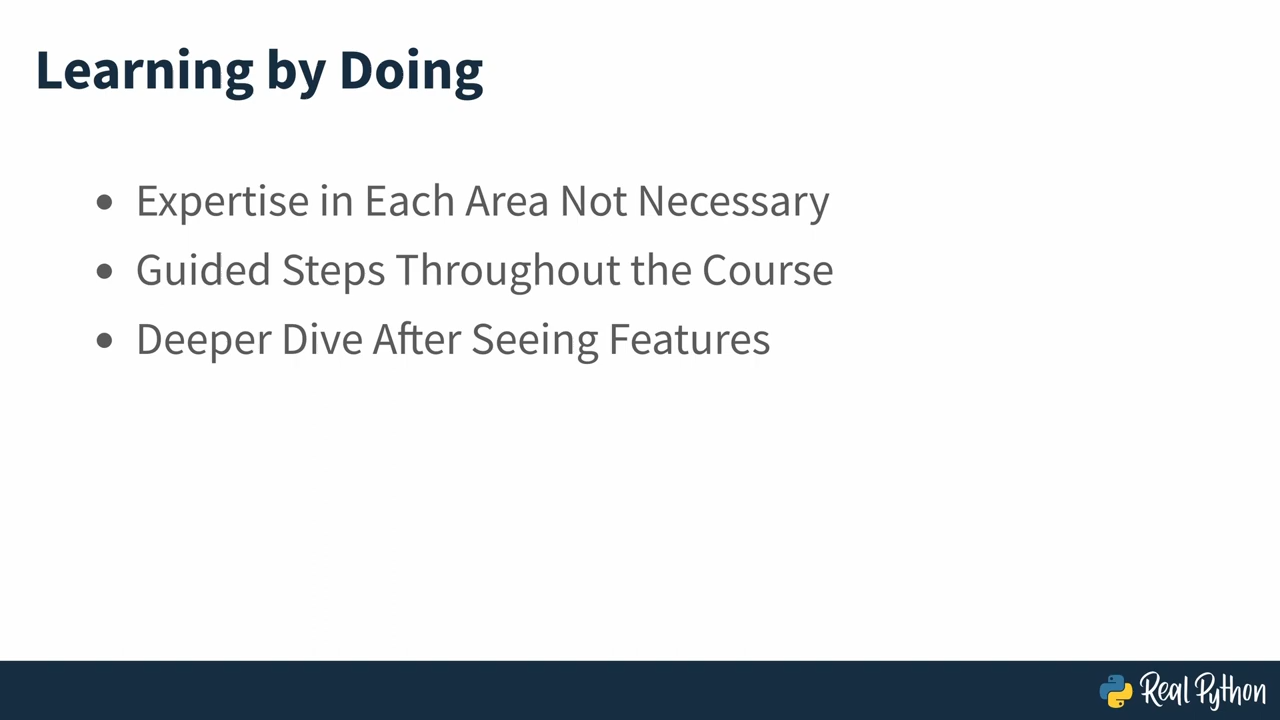 Learning by Doing
• Expertise in Each Area Not Necessary
• Guided Steps Throughout the Course
• Deeper Dive After Seeing Features
Real Python